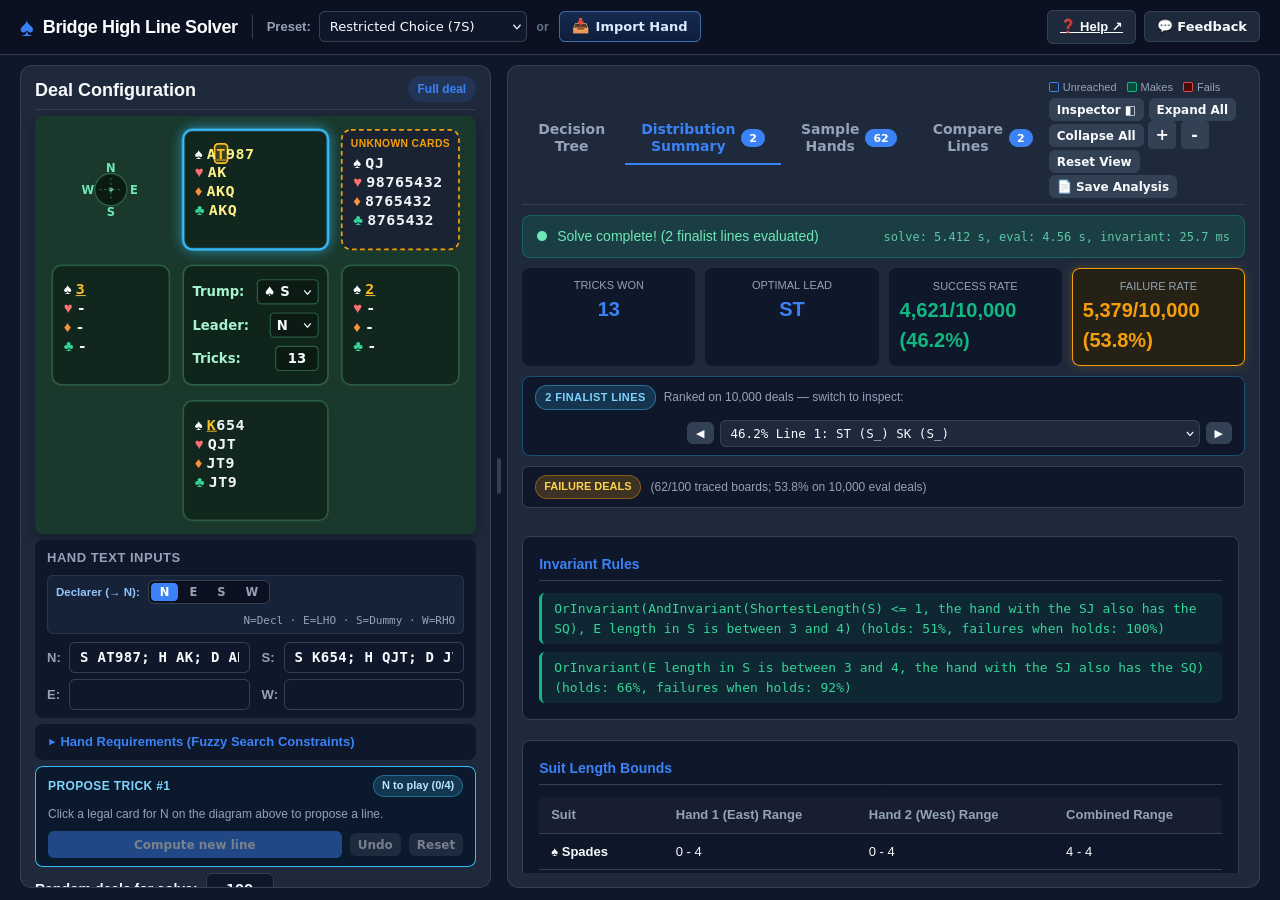 ♠ Bridge High Line Solver
Preset: Restricted Choice (7S) or 📥 Import Hand
❓ Help ↗ 💬 Feedback
Deal Configuration Full deal
N
W E
S
♠ AT987
♥ AK
♦ AKQ
♣ AKQ
UNKNOWN CARDS
♠ QJ
♥ 98765432
♦ 8765432
♣ 8765432
♠ 3
♥ -
♦ -
♣ -
Trump: ♠ S
Leader: N
Tricks: 13
♠ 2
♥ -
♦ -
♣ -
♠ K654
♥ QJT
♦ JT9
♣ JT9
HAND TEXT INPUTS
Declarer (→ N): N E S W
N=Decl · E=LHO · S=Dummy · W=RHO
N: S AT987; H AK; D A
S: S K654; H QJT; D J
E:
W:
▸ Hand Requirements (Fuzzy Search Constraints)
PROPOSE TRICK #1 N to play (0/4)
Click a legal card for N on the diagram above to propose a line.
Compute new line Undo Reset
Random deals for solve: 100
Decision Tree
Distribution Summary 2
Sample Hands 62
Compare Lines 2
Unreached Makes Fails
Inspector ◧ Expand All
Collapse All + -
Reset View
📄 Save Analysis
Solve complete! (2 finalist lines evaluated) solve: 5.412 s, eval: 4.56 s, invariant: 25.7 ms
TRICKS WON
13
OPTIMAL LEAD
ST
SUCCESS RATE
4,621/10,000
(46.2%)
FAILURE RATE
5,379/10,000
(53.8%)
2 FINALIST LINES Ranked on 10,000 deals — switch to inspect:
◀ 46.2% Line 1: ST (S_) SK (S_) ▶
FAILURE DEALS (62/100 traced boards; 53.8% on 10,000 eval deals)
Invariant Rules
OrInvariant(AndInvariant(ShortestLength(S) <= 1, the hand with the SJ also has the
SQ), E length in S is between 3 and 4) (holds: 51%, failures when holds: 100%)
OrInvariant(E length in S is between 3 and 4, the hand with the SJ also has the SQ)
(holds: 66%, failures when holds: 92%)
Suit Length Bounds
Suit Hand 1 (East) Range Hand 2 (West) Range Combined Range
♠ Spades 0 - 4 0 - 4 4 - 4